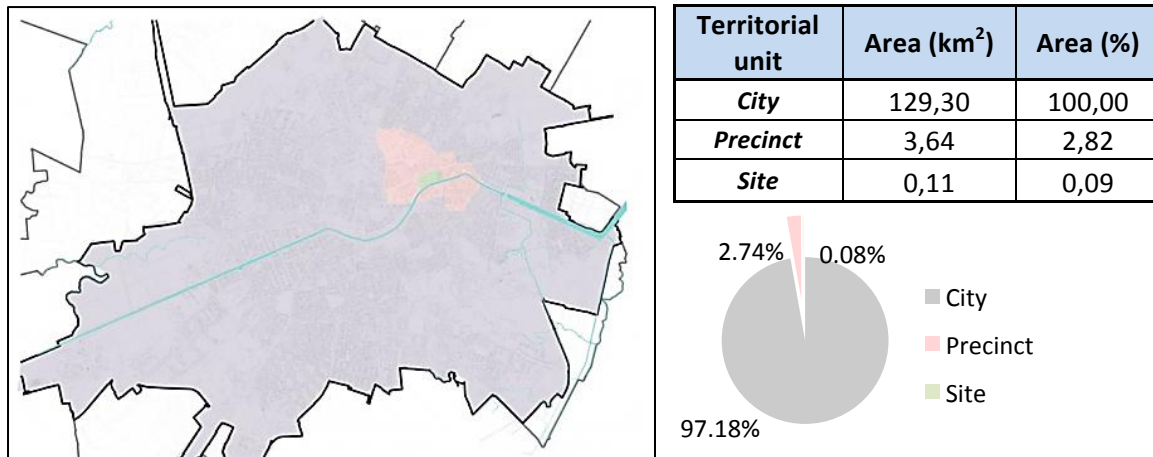 Territorial unit Area (km²) Area (%)
City 129,30 100,00
Precinct 3,64 2,82
Site 0,11 0,09
2.74% 0.08%
City
Precinct
Site
97.18%